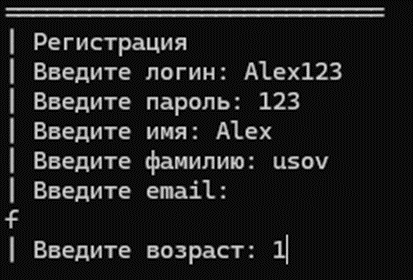 | Регистрация
| Введите логин: Alex123
| Введите пароль: 123
| Введите имя: Alex
| Введите фамилию: usov
| Введите email:
f
| Введите возраст: 1